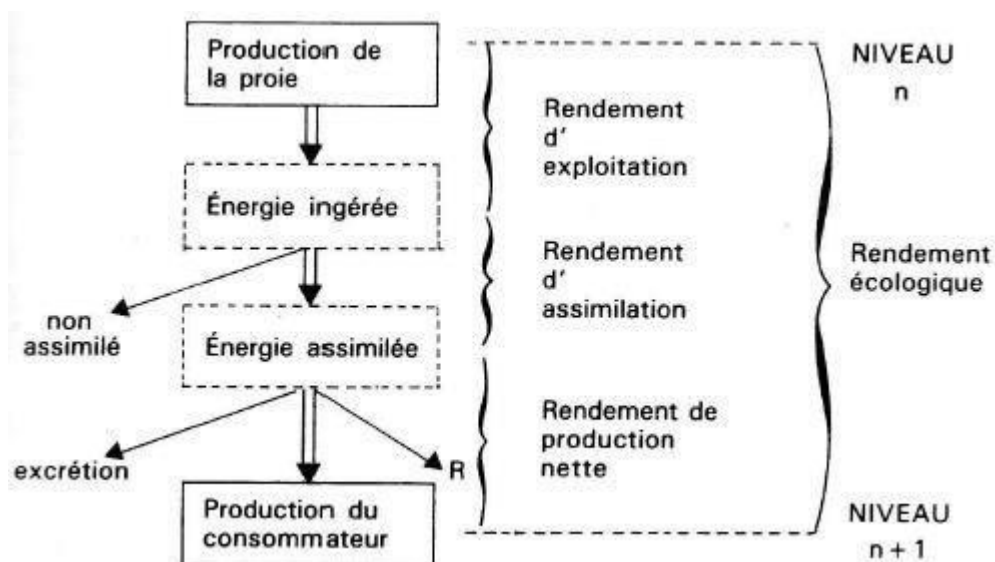 Production de
la proie
Énergie ingérée
non
assimilé
Énergie assimilée
excrétion
R
Production du
consommateur
Rendement
d'
exploitation
Rendement
d'
assimilation
Rendement de
production
nette
NIVEAU
n
Rendement
écologique
NIVEAU
n + 1